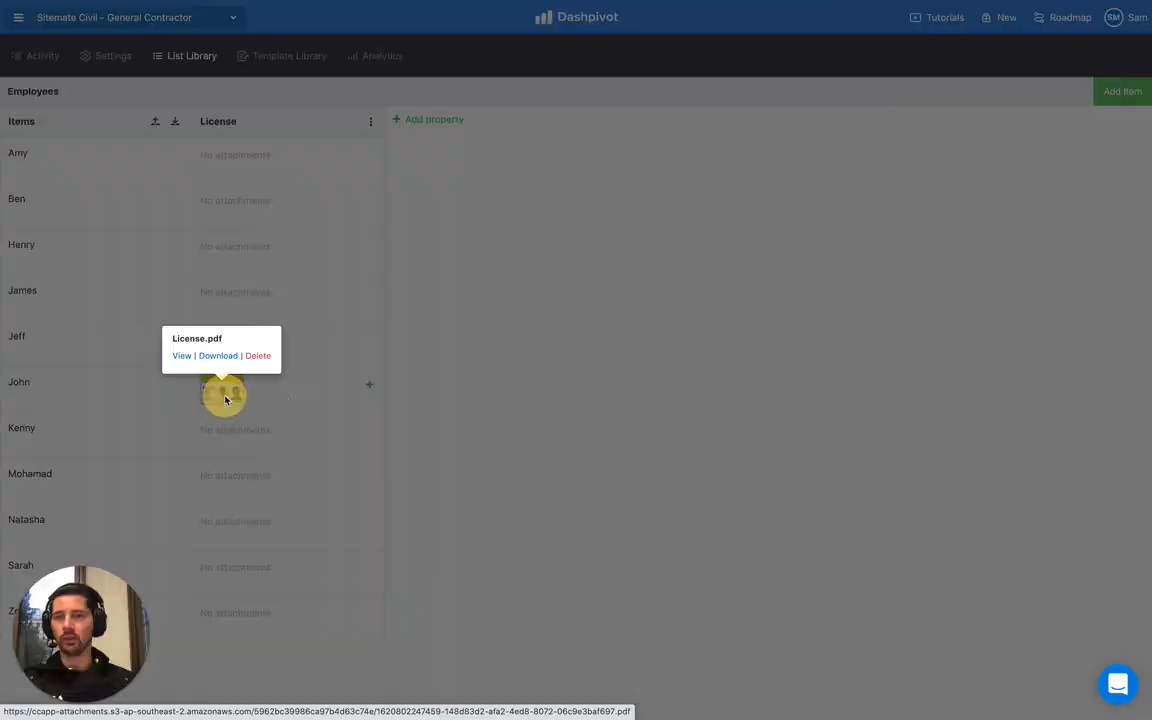 Sitemate Civil - General Contractor
Dashpivot
Tutorials
New
Roadmap
SM
Sam
Activity
Settings
List Library
Template Library
Analytics
Employees
Add Item
Items
License
+ Add property
Amy
No attachments
Ben
No attachments
Henry
No attachments
James
No attachments
Jeff
License.pdf
View | Download | Delete
John
Kenny
No attachments
Mohamad
No attachments
Natasha
No attachments
Sarah
No attachments
No attachments
https://ccapp-attachments.s3-ap-southeast-2.amazonaws.com/5962bc39986ca97b4d63c74e/1620802247459-148d83d2-afa2-4ed8-8072-06c9e3baf697.pdf